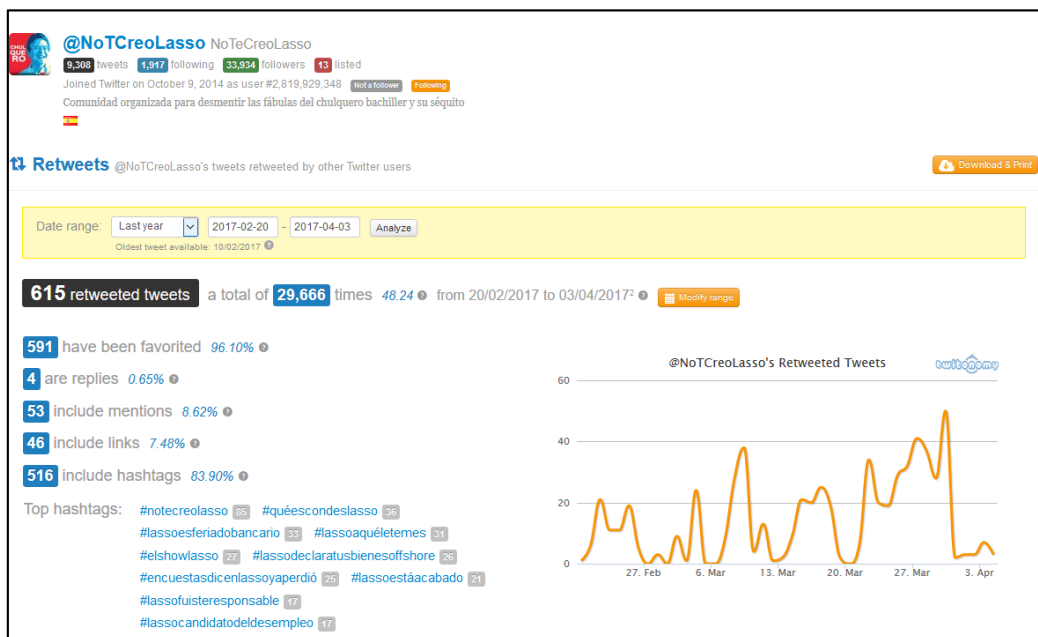 CHUL
QUE
RO
@NoTCreoLasso NoTeCreoLasso
9,308 tweets 1,917 following 33,934 followers 13 listed
Joined Twitter on October 9, 2014 as user #2,819,929,348 Not a follower Following
Comunidad organizada para desmentir las fábulas del chulquero bachiller y su séquito
Retweets @NoTCreoLasso's tweets retweeted by other Twitter users
Download & Print
Date range: Last year 2017-02-20 - 2017-04-03 Analyze
Oldest tweet available: 10/02/2017 ?
615 retweeted tweets a total of 29,666 times 48.24 ? from 20/02/2017 to 03/04/2017² ? Modify range
591 have been favorited 96.10% ?
4 are replies 0.65% ?
53 include mentions 8.62% ?
46 include links 7.48% ?
516 include hashtags 83.90% ?
Top hashtags: #notecreolasso 85 #quéescondeslasso 36
#lassoesferiadobancario 33 #lassoaquéletemes 31
#elshowlasso 27 #lassodeclaratusbienesoffshore 26
#encuestasdicenlassoyaperdió 25 #lassoestáacabado 21
#lassofuisteresponsable 17
#lassocandidatodeldesempleo 17
@NoTCreoLasso's Retweeted Tweets
twitonomy
60
40
20
0
27. Feb 6. Mar 13. Mar 20. Mar 27. Mar 3. Apr